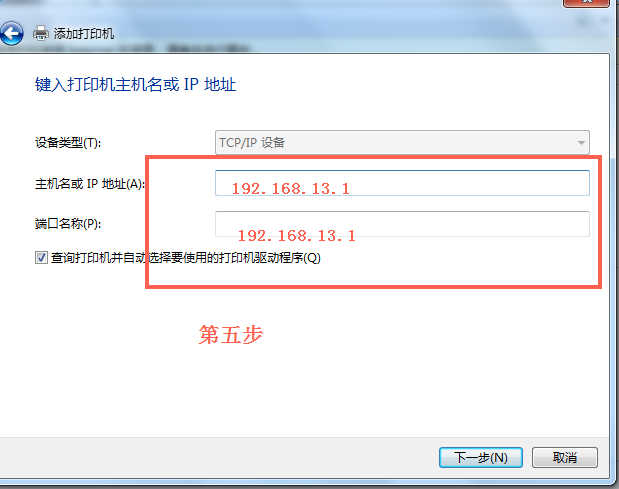 添加打印机
键入打印机主机名或 IP 地址
设备类型(T):
TCP/IP 设备
主机名或 IP 地址(A):
192.168.13.1
端口名称(P):
192.168.13.1
查询打印机并自动选择要使用的打印机驱动程序(Q)
第五步
下一步(N)
取消